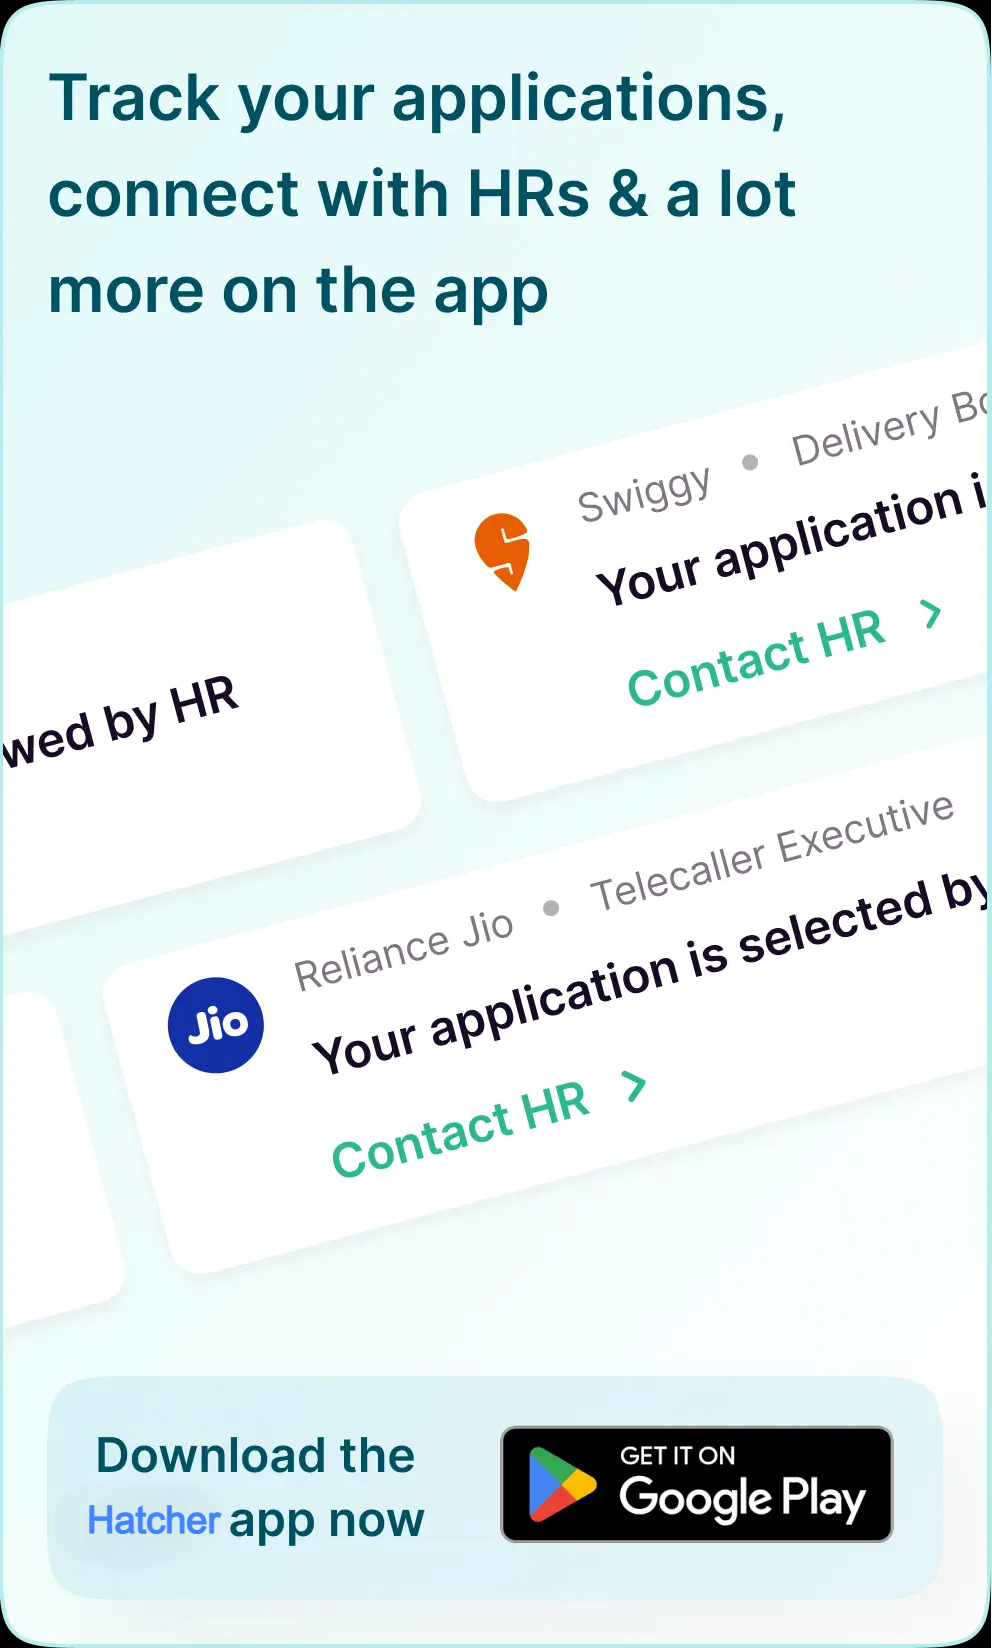 Track your applications,
connect with HRs & a lot
more on the app
Swiggy • Delivery
Your application
Contact HR >
by HR
Reliance Jio • Telecaller Executive
Jio
Your application is selected by
Contact HR >
Download the
Hatcher app now
GET IT ON
Google Play